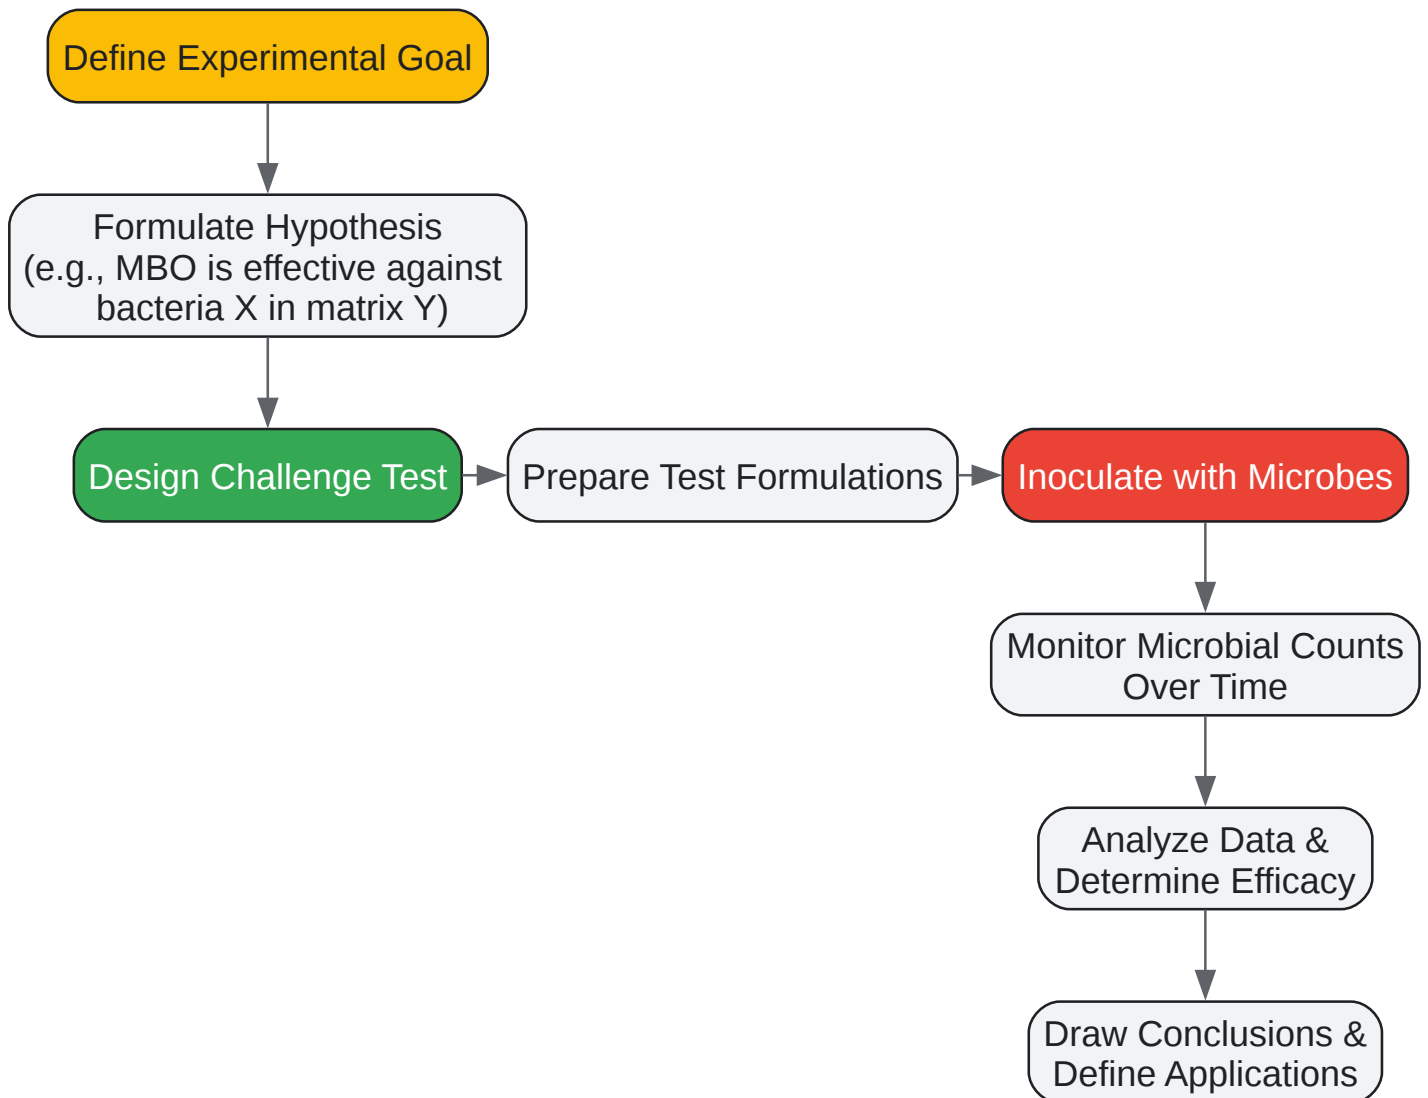 Define Experimental Goal
Formulate Hypothesis
(e.g., MBO is effective against
bacteria X in matrix Y)
Design Challenge Test
Prepare Test Formulations
Inoculate with Microbes
Monitor Microbial Counts
Over Time
Analyze Data &
Determine Efficacy
Draw Conclusions &
Define Applications